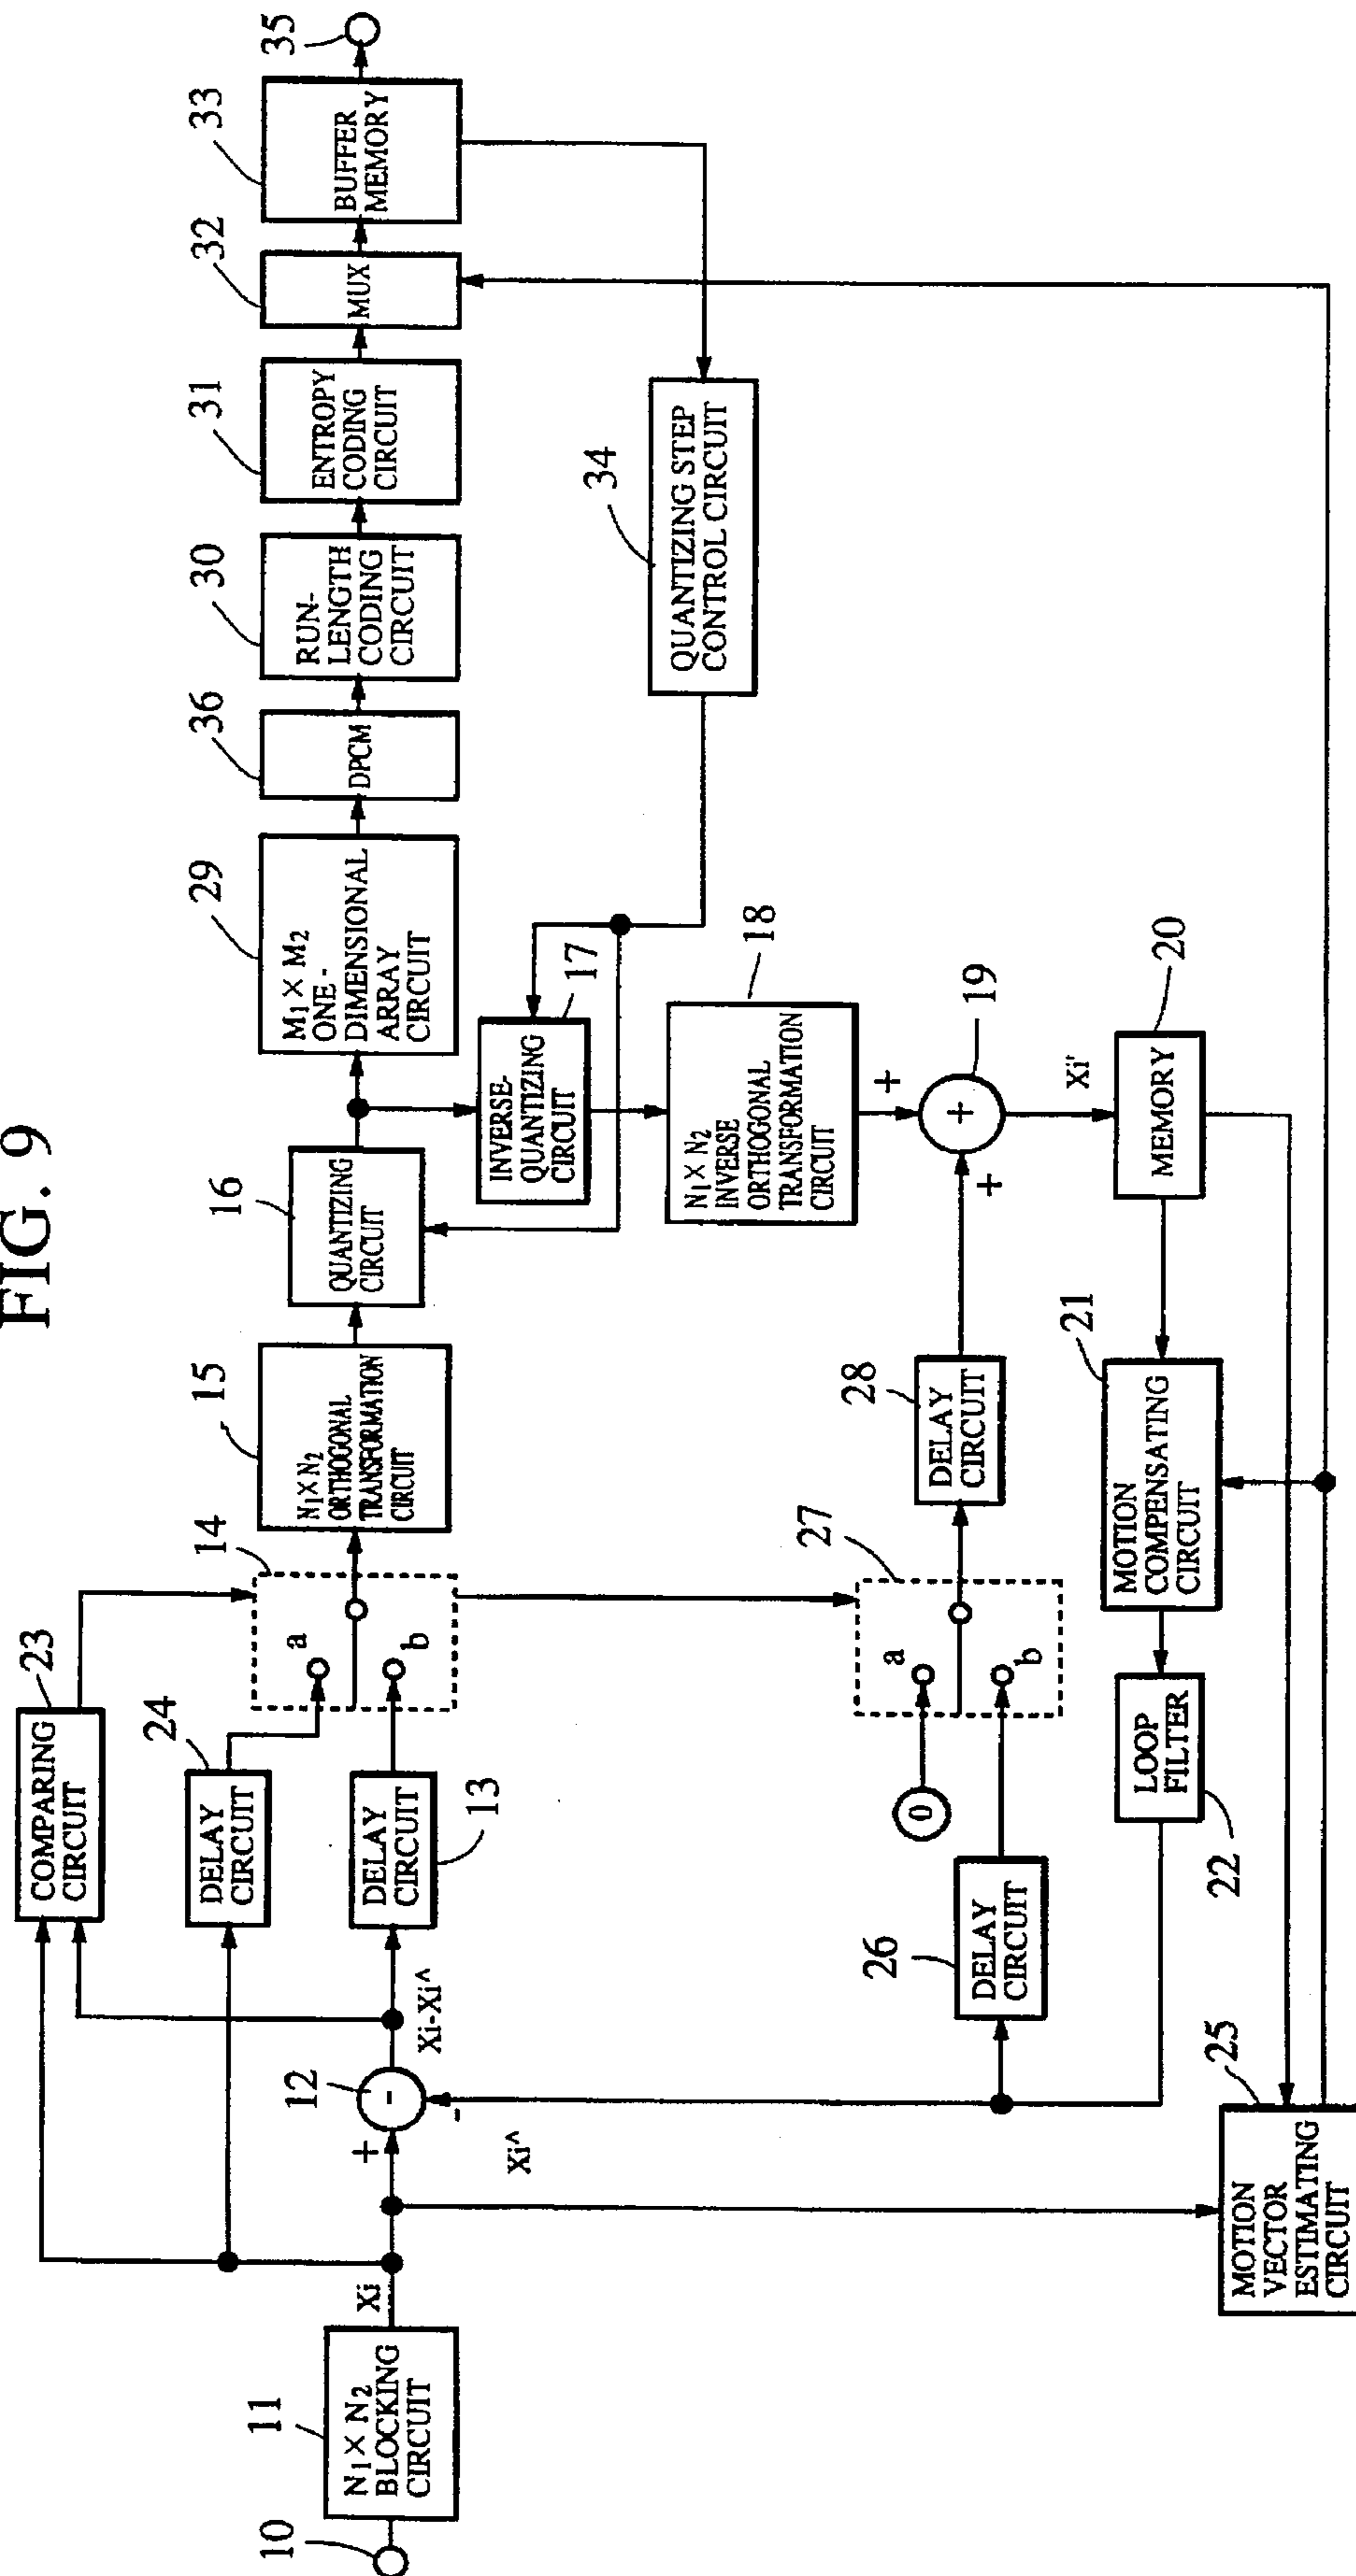 FIG. 9
10
11
N1 × N2
BLOCKING
CIRCUIT
Xi
+
12
-
-
Xi^
Xi-Xi^
COMPARING
CIRCUIT
23
DELAY
CIRCUIT
24
DELAY
CIRCUIT
13
14
a
b
15
N1 × N2
ORTHOGONAL
TRANSFORMATION
CIRCUIT
16
QUANTIZING
CIRCUIT
29
M1 × M2
ONE-
DIMENSIONAL
ARRAY
CIRCUIT
36
DPCM
30
RUN-
LENGTH
CODING
CIRCUIT
31
ENTROPY
CODING
CIRCUIT
32
MUX
33
BUFFER
MEMORY
35
34
QUANTIZING STEP
CONTROL CIRCUIT
INVERSE-
QUANTIZING
CIRCUIT
17
N1 × N2
INVERSE
ORTHOGONAL
TRANSFORMATION
CIRCUIT
18
+
+
+
19
Xi'
MEMORY
20
26
DELAY
CIRCUIT
0
27
a
b
28
DELAY
CIRCUIT
21
MOTION
COMPENSATING
CIRCUIT
LOOP
FILTER
22
25
MOTION
VECTOR
ESTIMATING
CIRCUIT